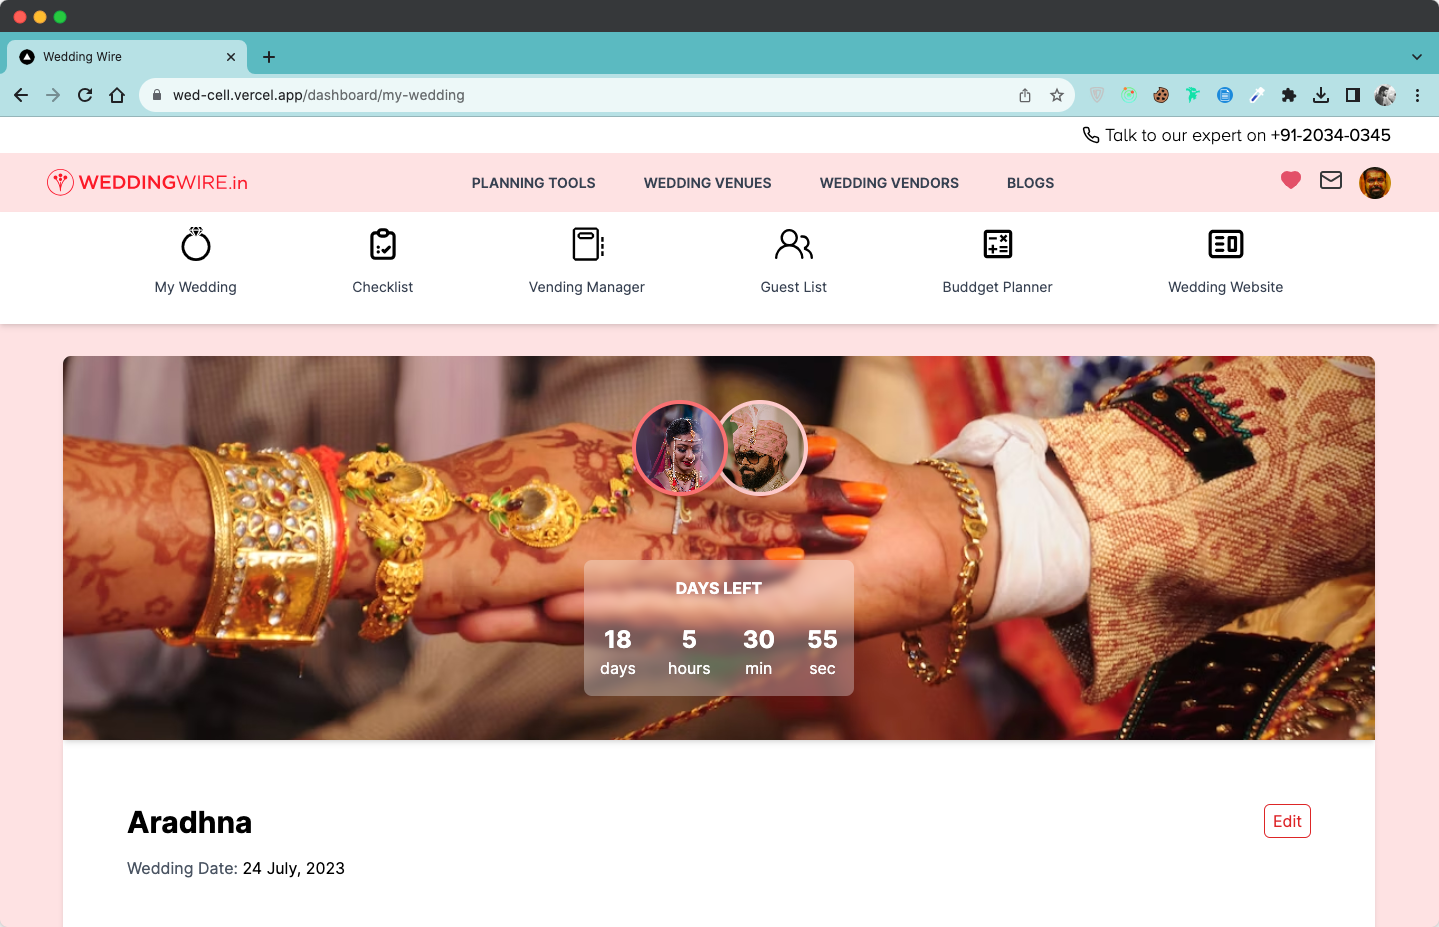 Wedding Wire
wed-cell.vercel.app/dashboard/my-wedding
Talk to our expert on +91-2034-0345
WEDDINGWIRE.in
PLANNING TOOLS WEDDING VENUES WEDDING VENDORS BLOGS
My Wedding Checklist Vending Manager Guest List Buddget Planner Wedding Website
DAYS LEFT
18 5 30 55
days hours min sec
Aradhna
Edit
Wedding Date: 24 July, 2023